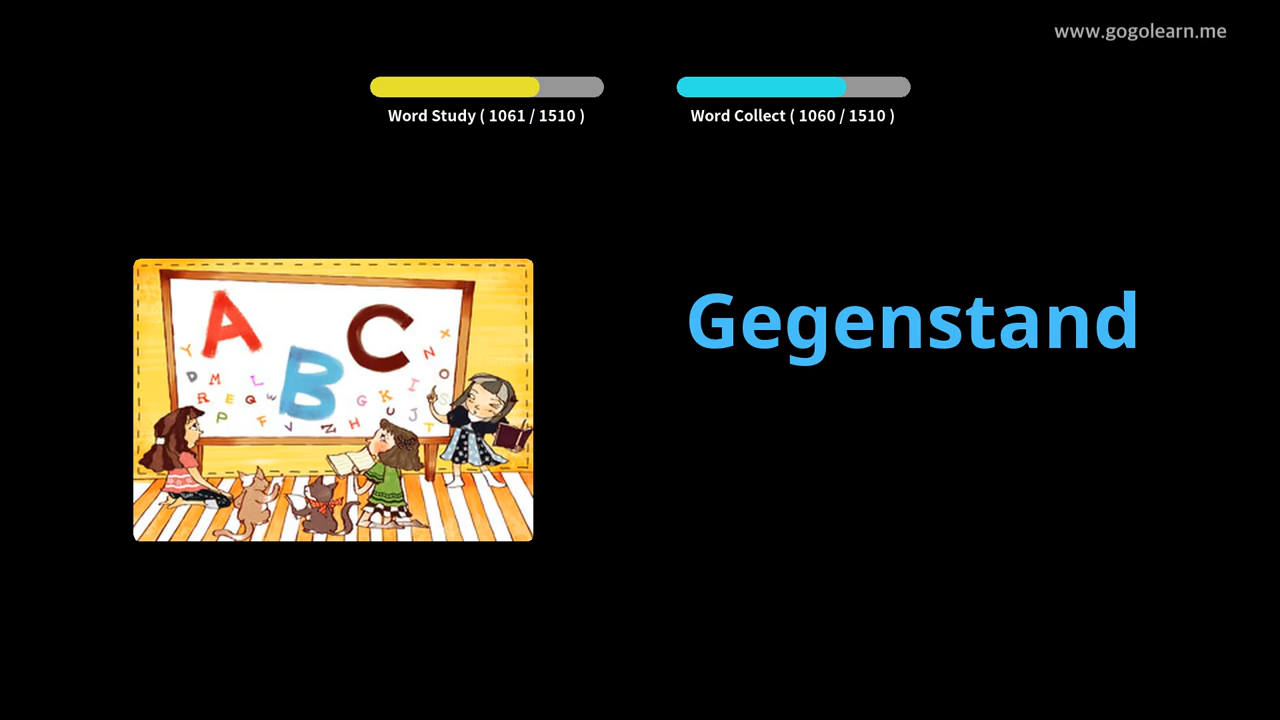 www.gogolearn.me
Word Study ( 1061 / 1510 )
Word Collect ( 1060 / 1510 )
Gegenstand
A
C
B
Y
X
N
D M L O
R E Q W G K I S
P F V Z H U J T